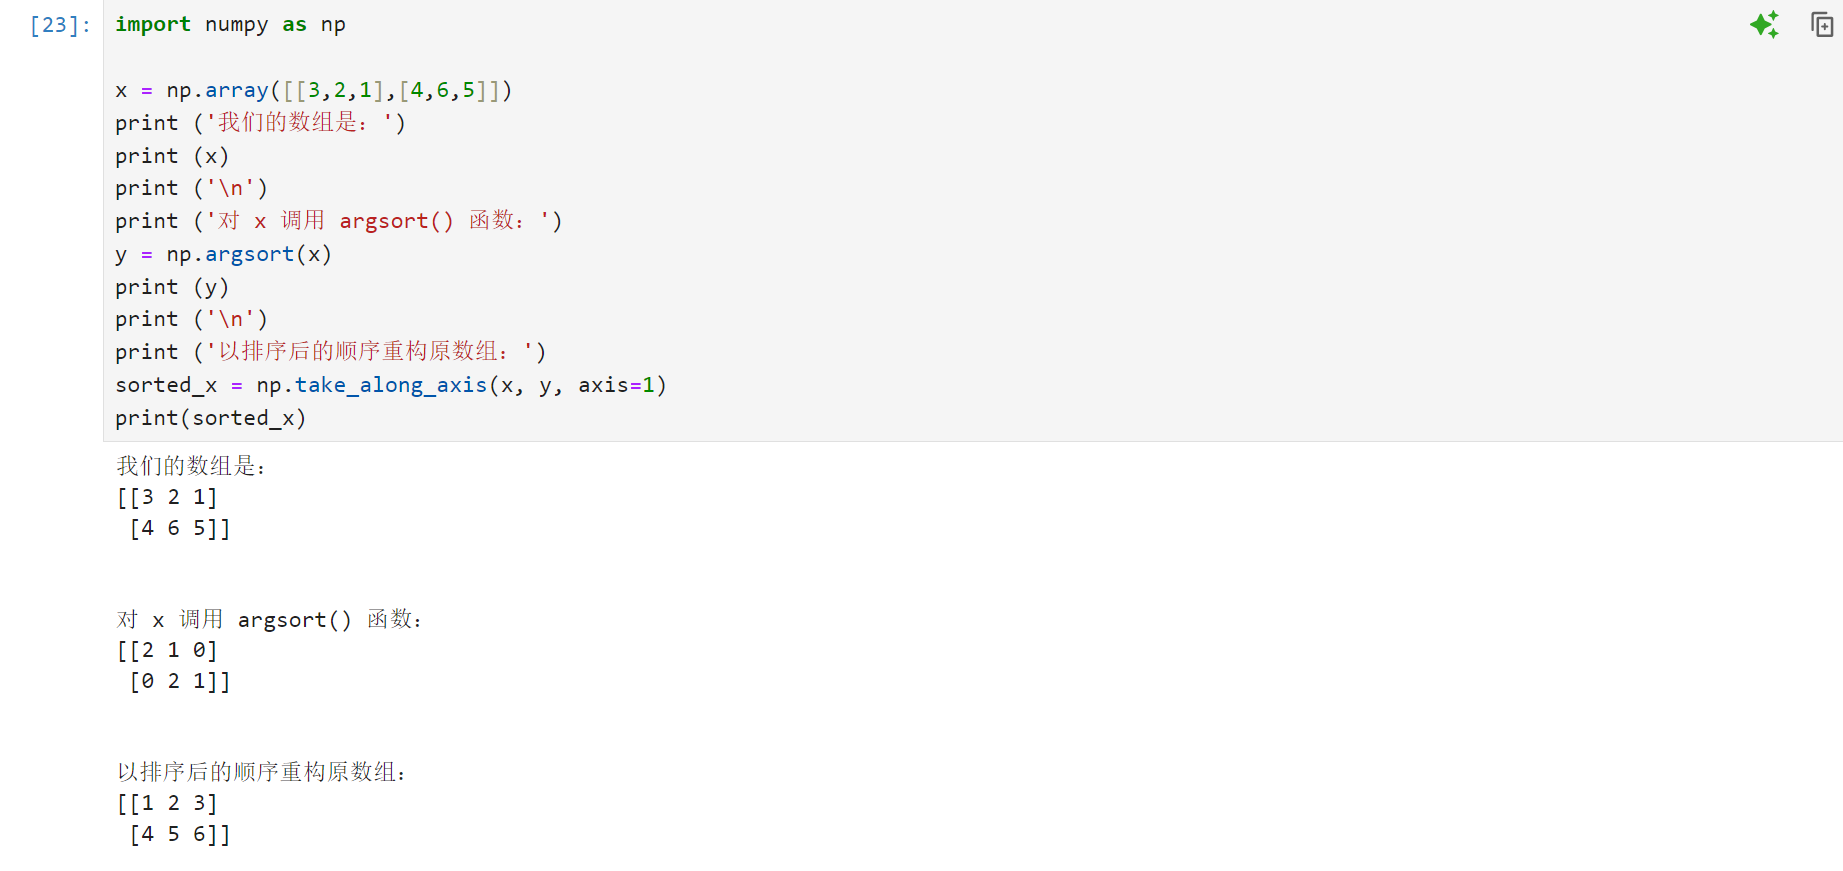 [23]:
import numpy as np
x = np.array([[3,2,1],[4,6,5]])
print ('我们的数组是：')
print (x)
print ('\n')
print ('对 x 调用 argsort() 函数：')
y = np.argsort(x)
print (y)
print ('\n')
print ('以排序后的顺序重构原数组：')
sorted_x = np.take_along_axis(x, y, axis=1)
print(sorted_x)
我们的数组是：
[[3 2 1]
 [4 6 5]]
对 x 调用 argsort() 函数：
[[2 1 0]
 [0 2 1]]
以排序后的顺序重构原数组：
[[1 2 3]
 [4 5 6]]